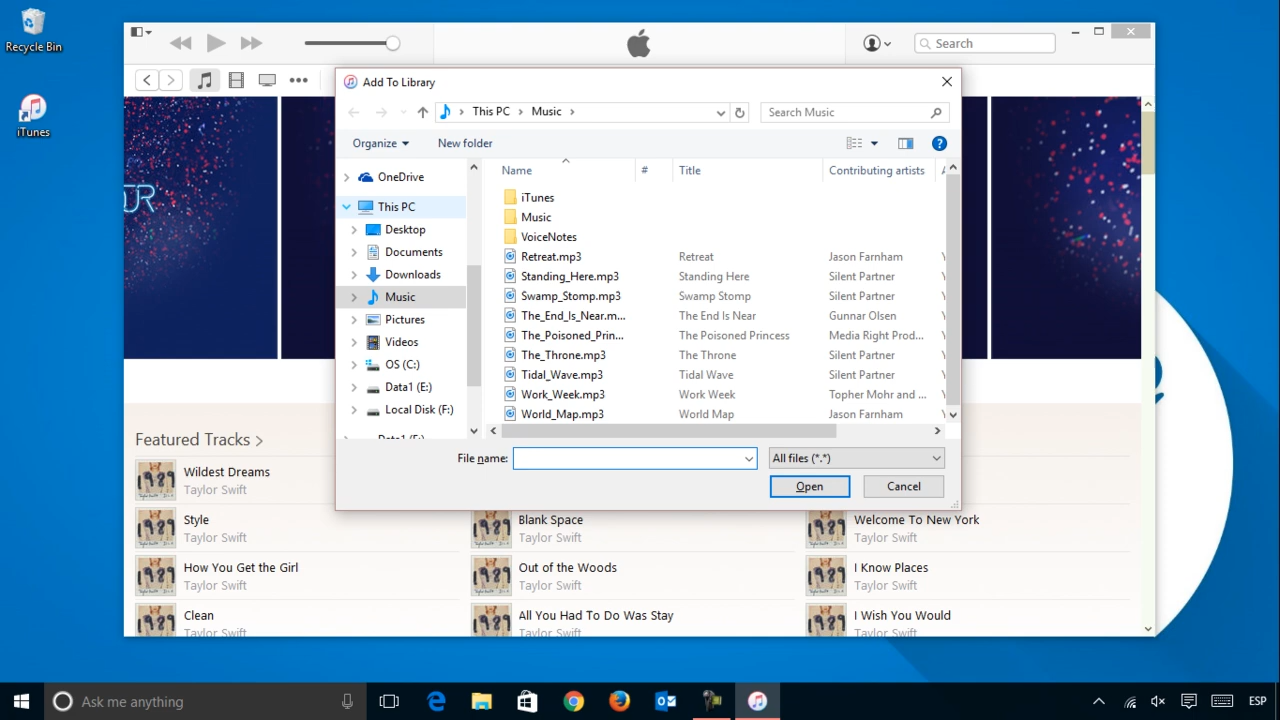 Recycle Bin
iTunes
Search
Add To Library
This PC
Music
Search Music
Organize
New folder
Name
#
Title
Contributing artists
OneDrive
This PC
Desktop
Documents
Downloads
Music
Pictures
Videos
OS (C:)
Data1 (E:)
Local Disk (F:)
iTunes
Music
VoiceNotes
Retreat.mp3 Retreat Jason Farnham
Standing_Here.mp3 Standing Here Silent Partner
Swamp_Stomp.mp3 Swamp Stomp Silent Partner
The_End_Is_Near.m... The End Is Near Gunnar Olsen
The_Poisoned_Prin... The Poisoned Princess Media Right Prod...
The_Throne.mp3 The Throne Silent Partner
Tidal_Wave.mp3 Tidal Wave Silent Partner
Work_Week.mp3 Work Week Topher Mohr and ...
World_Map.mp3 World Map Jason Farnham
File name:
All files (*.*)
Open
Cancel
Featured Tracks
Wildest Dreams
Taylor Swift
Style
Taylor Swift
Blank Space
Taylor Swift
Welcome To New York
Taylor Swift
How You Get the Girl
Taylor Swift
Out of the Woods
Taylor Swift
I Know Places
Taylor Swift
Clean
Taylor Swift
All You Had To Do Was Stay
Taylor Swift
I Wish You Would
Taylor Swift
Ask me anything
ESP